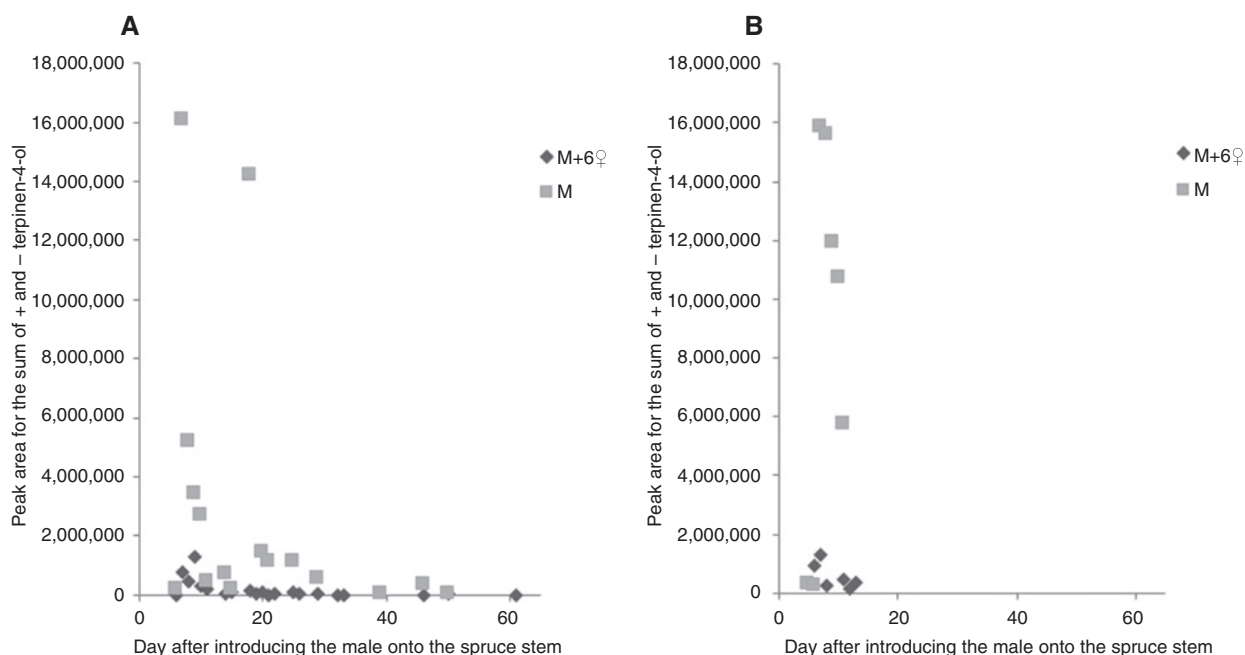 A
Peak area for the sum of + and – terpinen-4-ol
18,000,000
16,000,000
14,000,000
12,000,000
10,000,000
8,000,000
6,000,000
4,000,000
2,000,000
0
0 20 40 60
Day after introducing the male onto the spruce stem
M+6♀
M
B
Peak area for the sum of + and – terpinen-4-ol
18,000,000
16,000,000
14,000,000
12,000,000
10,000,000
8,000,000
6,000,000
4,000,000
2,000,000
0
0 20 40 60
Day after introducing the male onto the spruce stem
M+6♀
M